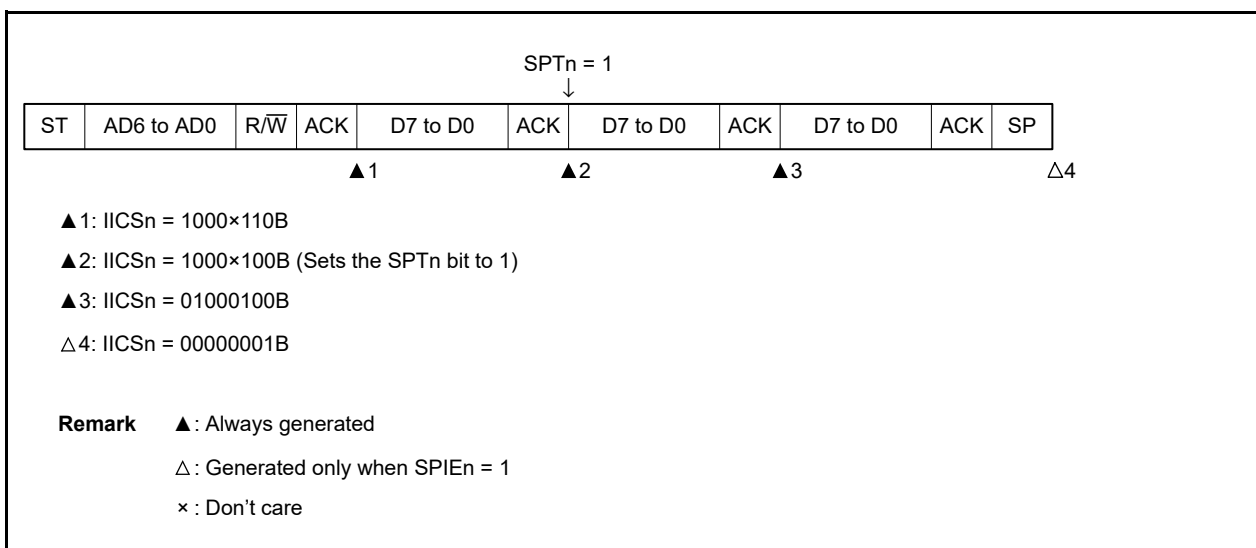 SPTn = 1
↓
ST AD6 to AD0 R/W̅ ACK D7 to D0 ACK D7 to D0 ACK D7 to D0 ACK SP
▲1 ▲2 ▲3 △4
▲1: IICSn = 1000×110B
▲2: IICSn = 1000×100B (Sets the SPTn bit to 1)
▲3: IICSn = 01000100B
△4: IICSn = 00000001B
Remark ▲: Always generated
△: Generated only when SPIEn = 1
× : Don’t care